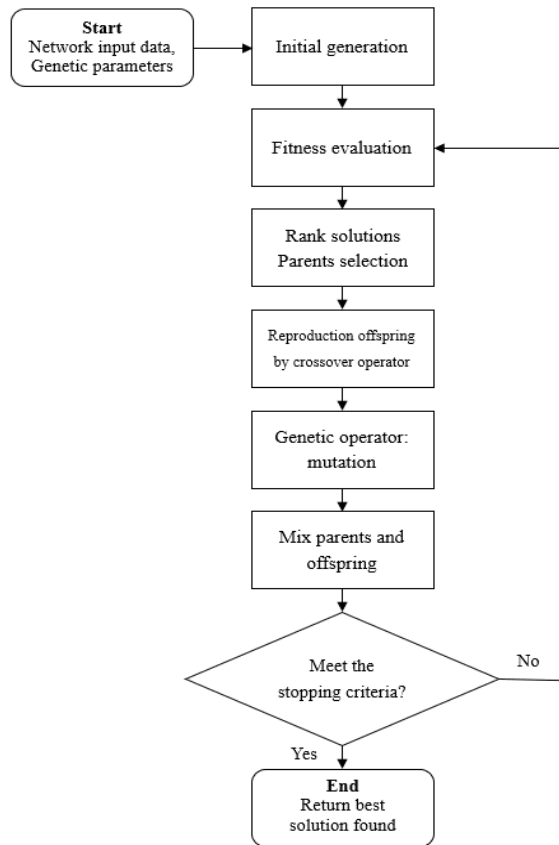 Start
Network input data,
Genetic parameters
Initial generation
Fitness evaluation
Rank solutions
Parents selection
Reproduction offspring
by crossover operator
Genetic operator:
mutation
Mix parents and
offspring
Meet the
stopping criteria?
No
Yes
End
Return best
solution found